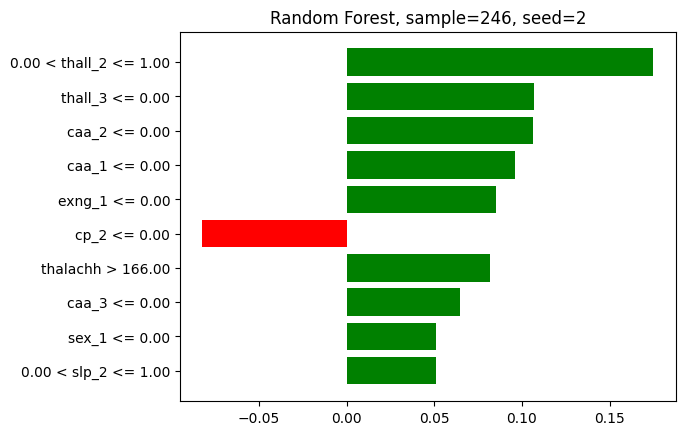 Random Forest, sample=246, seed=2
0.00 < thall_2 <= 1.00
thall_3 <= 0.00
caa_2 <= 0.00
caa_1 <= 0.00
exng_1 <= 0.00
cp_2 <= 0.00
thalachh > 166.00
caa_3 <= 0.00
sex_1 <= 0.00
0.00 < slp_2 <= 1.00
−0.05 0.00 0.05 0.10 0.15